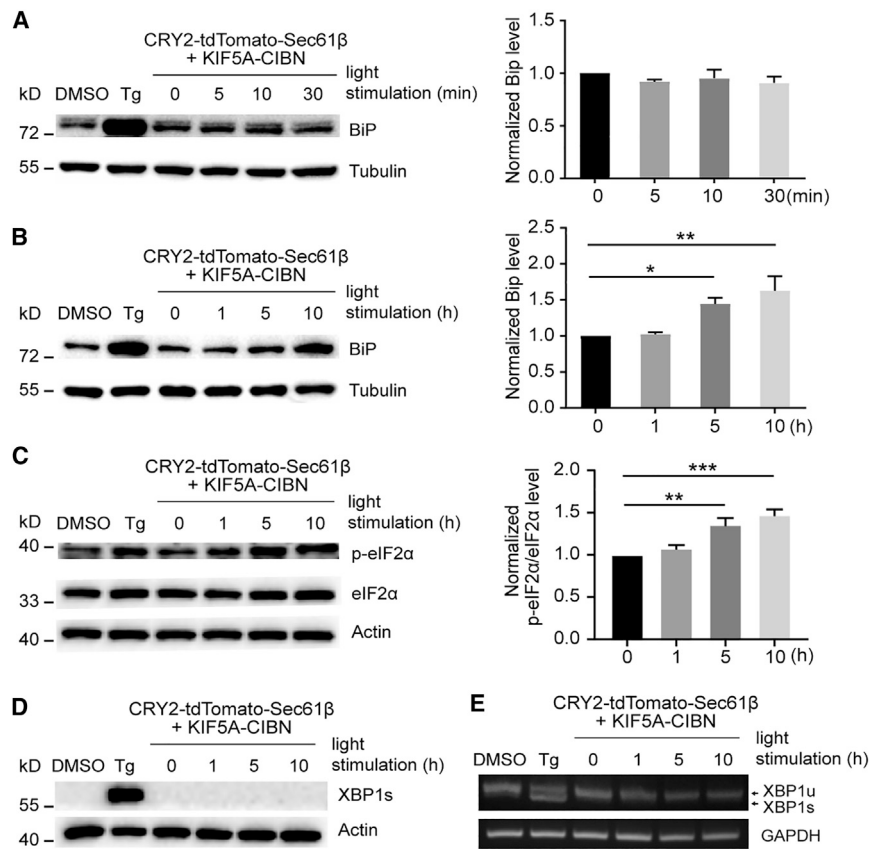 A
CRY2-tdTomato-Sec61β
+ KIF5A-CIBN
light
stimulation (min)
kD DMSO Tg 0 5 10 30
72 BiP
55 Tubulin
Normalized Bip level
1.5
1.0
0.5
0.0
0 5 10 30(min)
B
CRY2-tdTomato-Sec61β
+ KIF5A-CIBN
light
stimulation (h)
kD DMSO Tg 0 1 5 10
72 BiP
55 Tubulin
Normalized Bip level
2.5
2.0
1.5
1.0
0.5
0.0
**
*
0 1 5 10 (h)
C
CRY2-tdTomato-Sec61β
+ KIF5A-CIBN
light
stimulation (h)
kD DMSO Tg 0 1 5 10
40 p-eIF2α
33 eIF2α
40 Actin
Normalized
p-eIF2α/eIF2α level
2.0
1.5
1.0
0.5
0.0
***
**
0 1 5 10 (h)
D
CRY2-tdTomato-Sec61β
+ KIF5A-CIBN
light
stimulation (h)
kD DMSO Tg 0 1 5 10
55 XBP1s
40 Actin
E
CRY2-tdTomato-Sec61β
+ KIF5A-CIBN
light
stimulation (h)
DMSO Tg 0 1 5 10
XBP1u
XBP1s
GAPDH